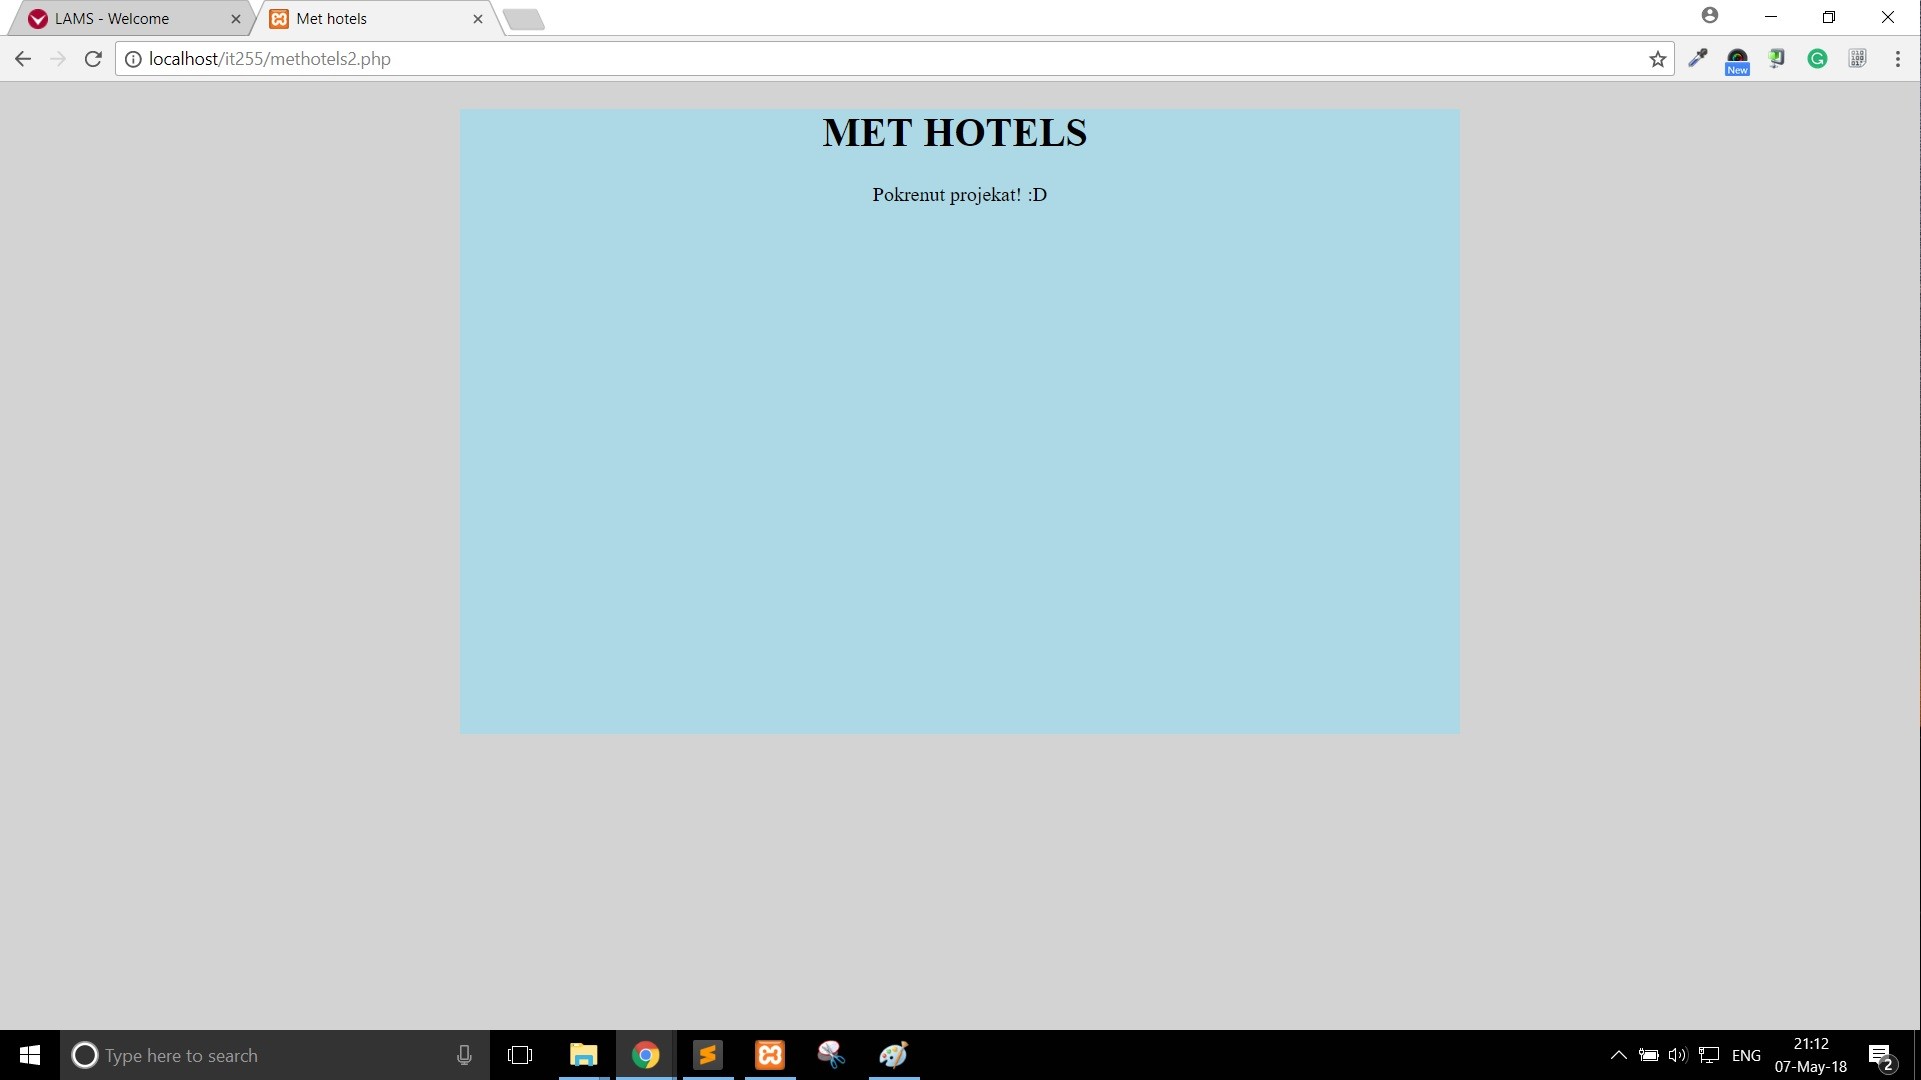 LAMS - Welcome
Met hotels
localhost/it255/methotels2.php
New
MET HOTELS
Pokrenut projekat! :D
Type here to search
ENG
21:12
07-May-18
2